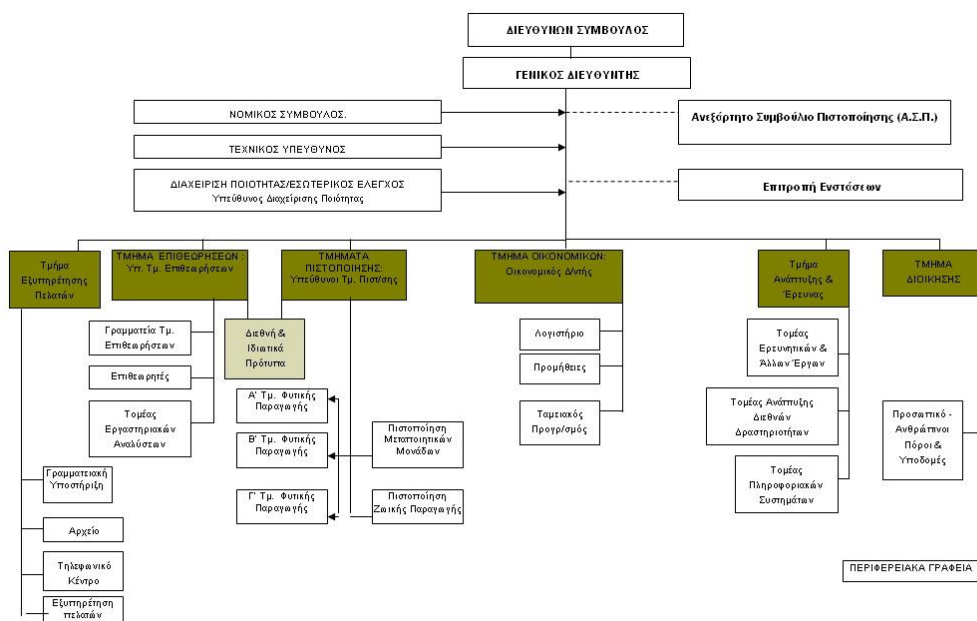 ΔΙΕΥΘΥΝΩΝ ΣΥΜΒΟΥΛΟΣ
ΓΕΝΙΚΟΣ ΔΙΕΥΘΥΝΤΗΣ
ΝΟΜΙΚΟΣ ΣΥΜΒΟΥΛΟΣ.
Ανεξάρτητο Συμβούλιο Πιστοποίησης (Α.Σ.Π.)
ΤΕΧΝΙΚΟΣ ΥΠΕΥΘΥΝΟΣ
ΔΙΑΧΕΙΡΙΣΗ ΠΟΙΟΤΗΤΑΣ/ΕΣΩΤΕΡΙΚΟΣ ΕΛΕΓΧΟΣ
Υπεύθυνος Διαχείρισης Ποιότητας
Επιτροπή Ενστάσεων
Τμήμα
Εξυπηρέτησης
Πελατών
ΤΜΗΜΑ ΕΠΙΘΕΩΡΗΣΕΩΝ :
Υπ. Τμ. Επιθεωρήσεων
ΤΜΗΜΑΤΑ
ΠΙΣΤΟΠΟΙΗΣΗΣ:
Υπεύθυνοι Τμ. Πιστ/σης
ΤΜΗΜΑ ΟΙΚΟΝΟΜΙΚΩΝ:
Οικονομικός Δ/ντής
Τμήμα
Ανάπτυξης &
Έρευνας
ΤΜΗΜΑ
ΔΙΟΙΚΗΣΗΣ
Γραμματεία Τμ.
Επιθεωρήσεων
Επιθεωρητές
Τομέας
Εργαστηριακών
Αναλύσεων
Διεθνή &
Ιδιωτικά
Πρότυπα
Α' Τμ. Φυτικής
Παραγωγής
Β' Τμ. Φυτικής
Παραγωγής
Γ' Τμ. Φυτικής
Παραγωγής
Πιστοποίηση
Μεταποιητικών
Μονάδων
Πιστοποίηση
Ζωικής Παραγωγής
Λογιστήριο
Προμήθειες
Ταμειακός
Προγρ/σμός
Τομέας
Ερευνητικών &
Άλλων Έργων
Τομέας Ανάπτυξης
Διεθνών
Δραστηριοτήτων
Τομέας
Πληροφοριακών
Συστημάτων
Προσωπικό -
Ανθρώπινοι
Πόροι &
Υποδομές
Γραμματειακή
Υποστήριξη
Αρχείο
Τηλεφωνικό
Κέντρο
Εξυπηρέτηση
πελατών
ΠΕΡΙΦΕΡΕΙΑΚΑ ΓΡΑΦΕΙΑ